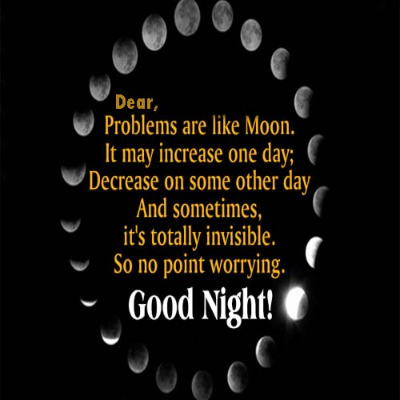 Dear,
Problems are like Moon.
It may increase one day;
Decrease on some other day
And sometimes,
it's totally invisible.
So no point worrying.
Good Night!